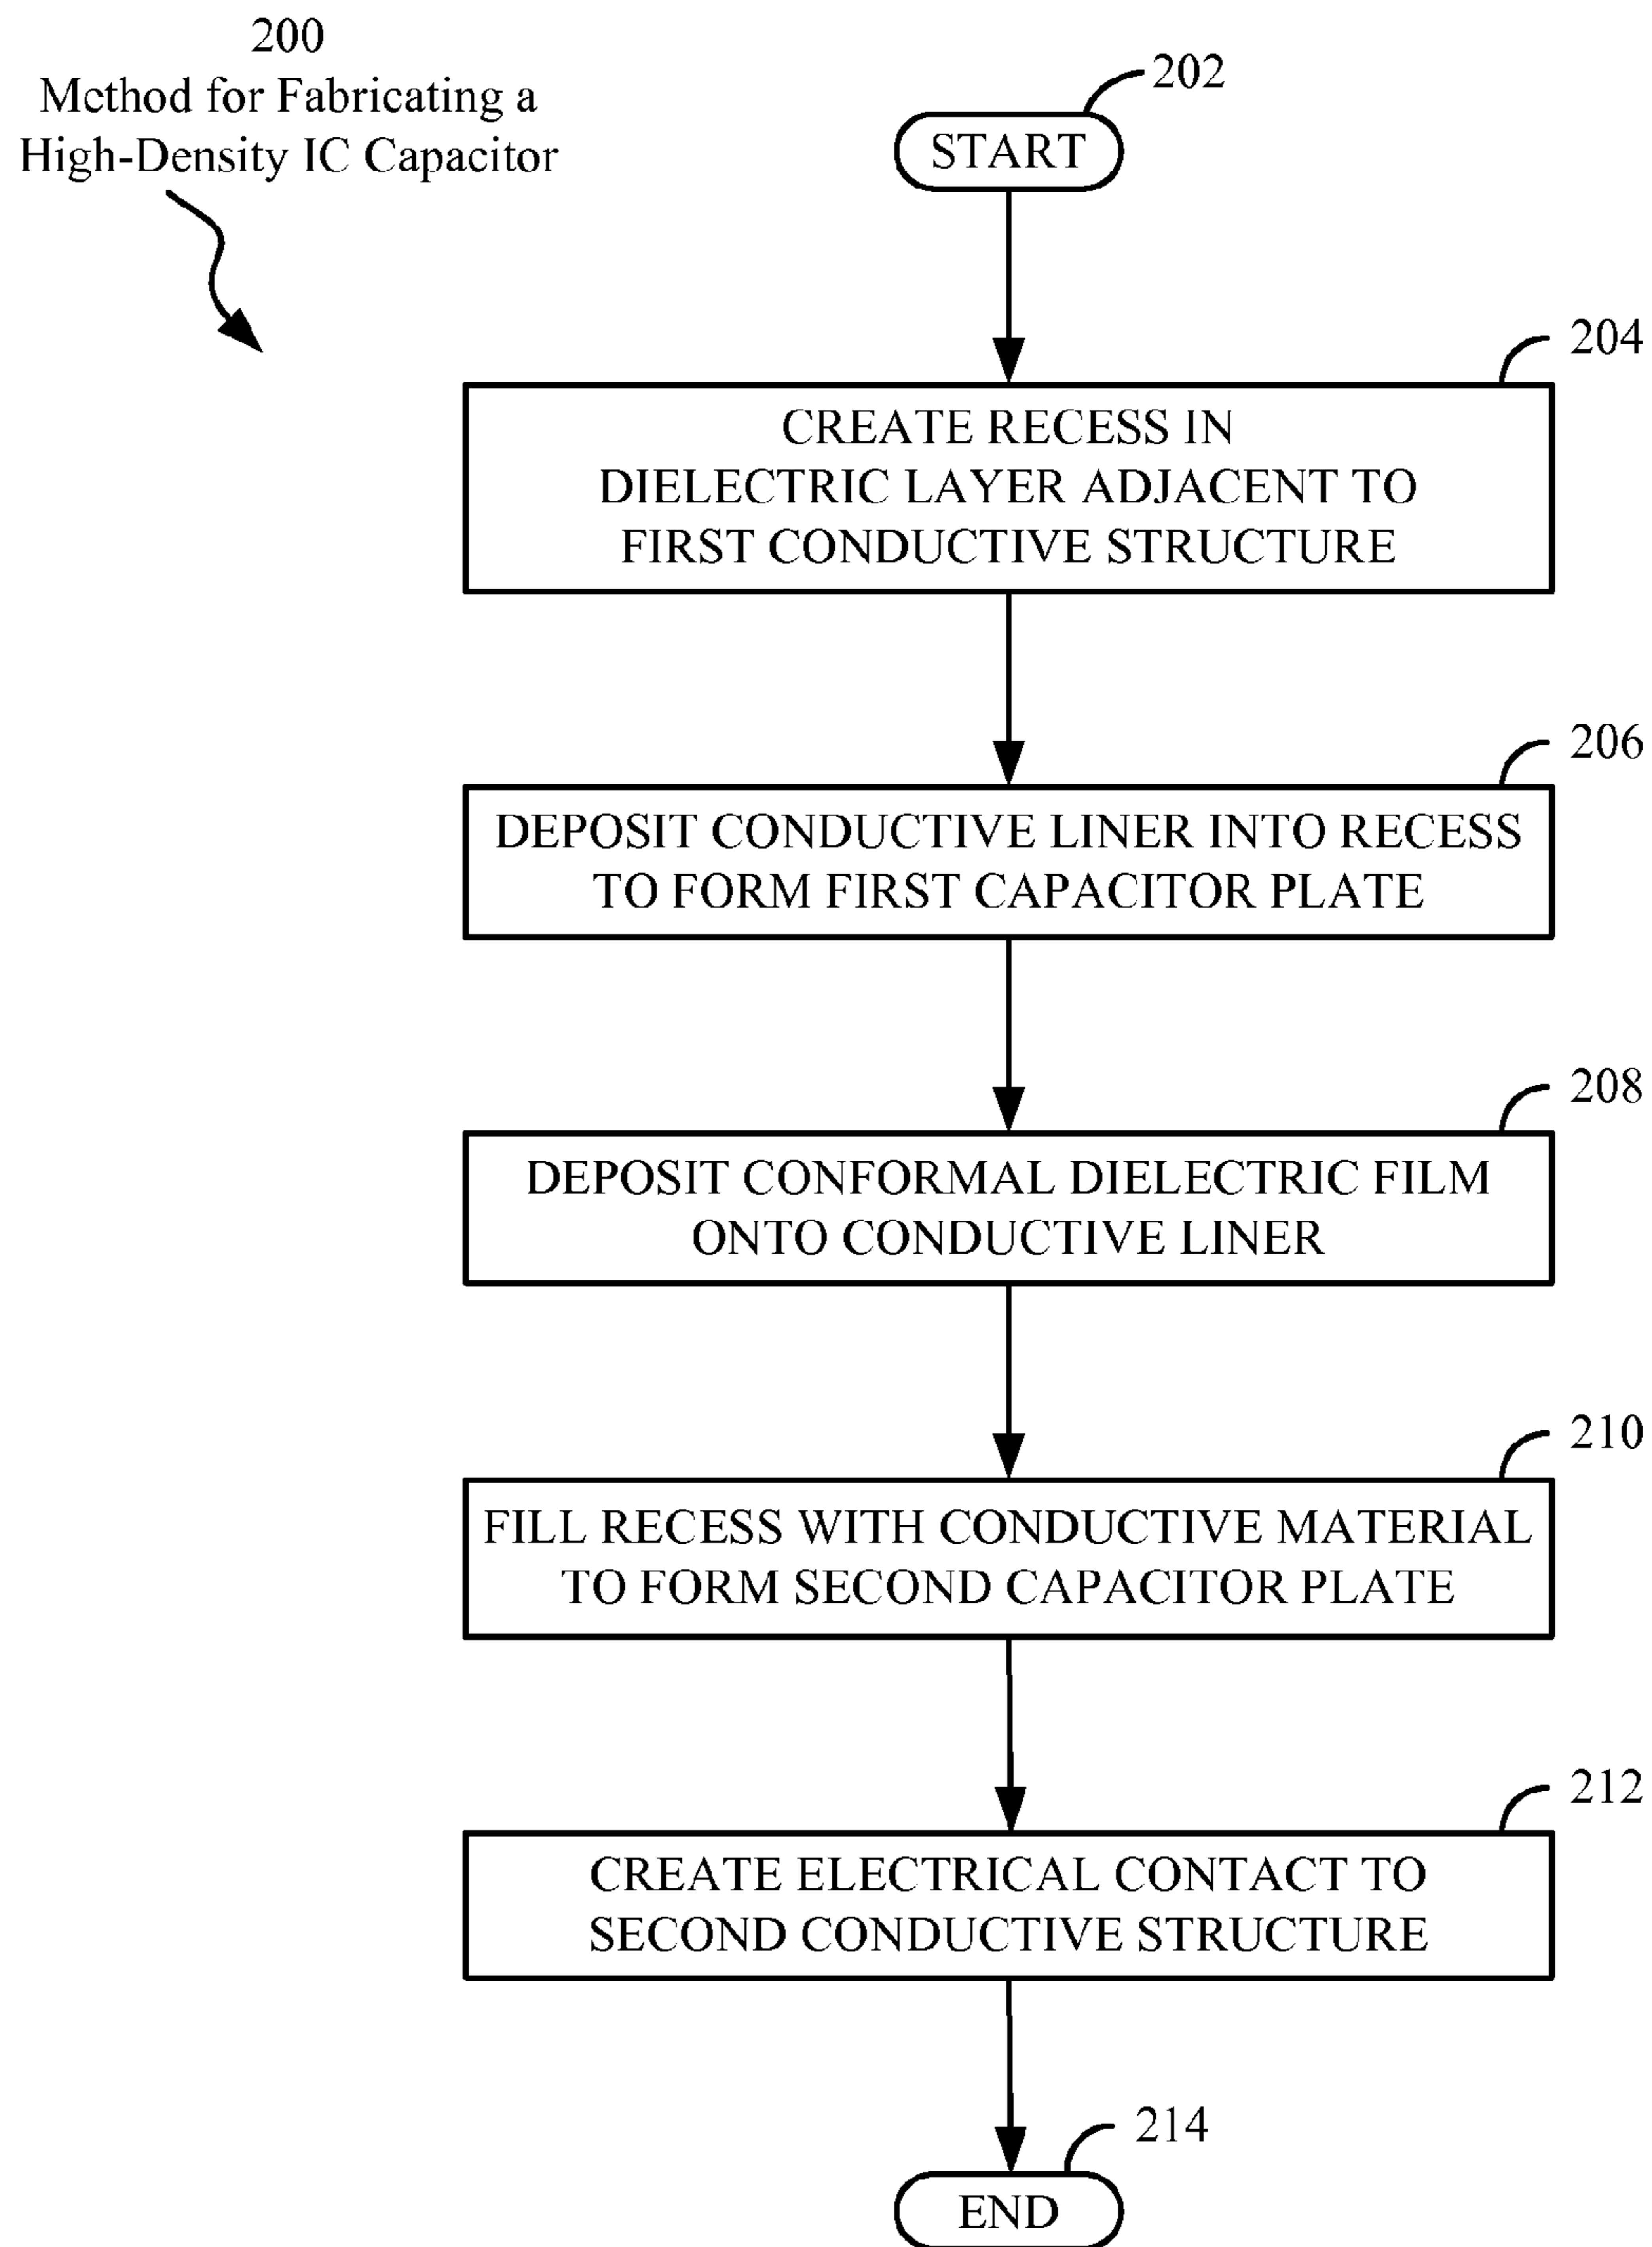 200
Method for Fabricating a
High-Density IC Capacitor
202
START
204
CREATE RECESS IN
DIELECTRIC LAYER ADJACENT TO
FIRST CONDUCTIVE STRUCTURE
206
DEPOSIT CONDUCTIVE LINER INTO RECESS
TO FORM FIRST CAPACITOR PLATE
208
DEPOSIT CONFORMAL DIELECTRIC FILM
ONTO CONDUCTIVE LINER
210
FILL RECESS WITH CONDUCTIVE MATERIAL
TO FORM SECOND CAPACITOR PLATE
212
CREATE ELECTRICAL CONTACT TO
SECOND CONDUCTIVE STRUCTURE
214
END